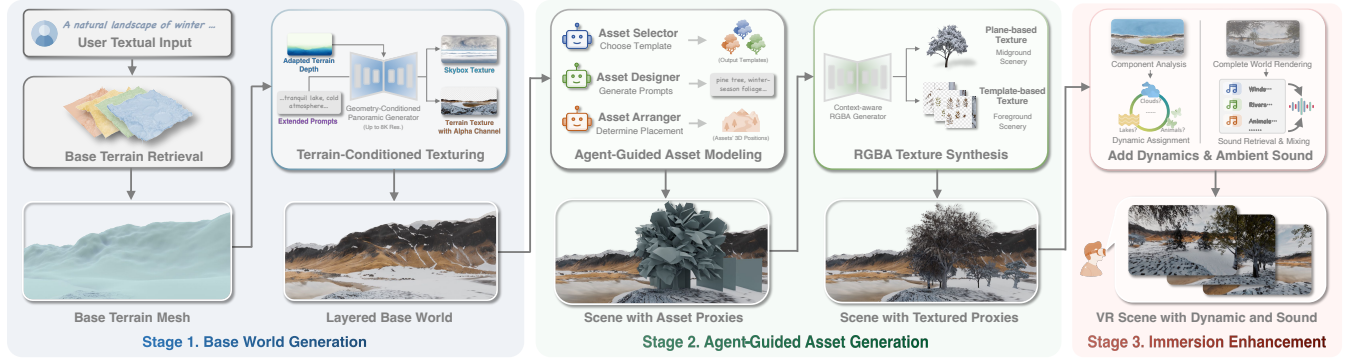 A natural landscape of winter ...
User Textual Input
Base Terrain Retrieval
Base Terrain Mesh
Adapted Terrain
Depth
...tranquil lake, cold
atmosphere...
Extended Prompts
Geometry-Conditioned
Panoramic Generator
(Up to 8K Res.)
Skybox Texture
Terrain Texture
with Alpha Channel
Terrain-Conditioned Texturing
Layered Base World
Stage 1. Base World Generation
Asset Selector
Choose Template
(Output Templates)
Asset Designer
Generate Prompts
pine tree, winter-
season foliage...
Asset Arranger
Determine Placement
(Assets' 3D Positions)
Agent-Guided Asset Modeling
Scene with Asset Proxies
Context-aware
RGBA Generator
Plane-based
Texture
Midground
Scenery
Template-based
Texture
Foreground
Scenery
RGBA Texture Synthesis
Scene with Textured Proxies
Stage 2. Agent-Guided Asset Generation
Component Analysis
Clouds?
Lakes?
Animals?
Dynamic Assignment
Complete World Rendering
Winds...
Rivers...
Animals...
......
Sound Retrieval & Mixing
Add Dynamics & Ambient Sound
VR Scene with Dynamic and Sound
Stage 3. Immersion Enhancement